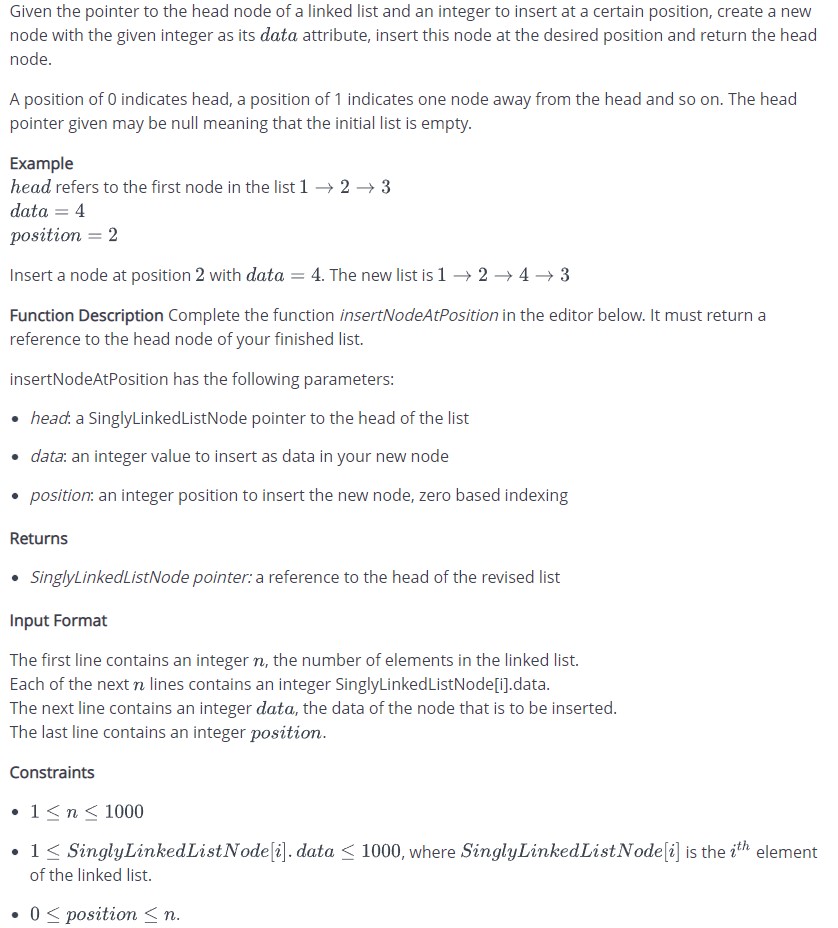 Given the pointer to the head node of a linked list and an integer to insert at a certain position, create a new
node with the given integer as its data attribute, insert this node at the desired position and return the head
node.
A position of 0 indicates head, a position of 1 indicates one node away from the head and so on. The head
pointer given may be null meaning that the initial list is empty.
Example
head refers to the first node in the list 1 → 2 → 3
data = 4
position = 2
Insert a node at position 2 with data = 4. The new list is 1 → 2 → 4 → 3
Function Description Complete the function insertNodeAtPosition in the editor below. It must return a
reference to the head node of your finished list.
insertNodeAtPosition has the following parameters:
• head: a SinglyLinkedListNode pointer to the head of the list
• data: an integer value to insert as data in your new node
• position: an integer position to insert the new node, zero based indexing
Returns
• SinglyLinkedListNode pointer: a reference to the head of the revised list
Input Format
The first line contains an integer n, the number of elements in the linked list.
Each of the next n lines contains an integer SinglyLinkedListNode[i].data.
The next line contains an integer data, the data of the node that is to be inserted.
The last line contains an integer position.
Constraints
• 1 ≤ n ≤ 1000
• 1 ≤ SinglyLinkedListNode[i].data ≤ 1000, where SinglyLinkedListNode[i] is the i^th element
of the linked list.
• 0 ≤ position ≤ n.